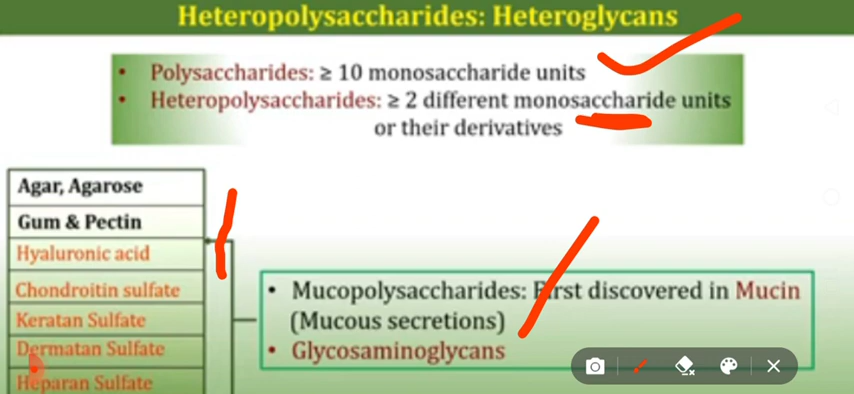 Heteropolysaccharides: Heteroglycans
• Polysaccharides: ≥ 10 monosaccharide units
• Heteropolysaccharides: ≥ 2 different monosaccharide units
or their derivatives
Agar, Agarose
Gum & Pectin
Hyaluronic acid
Chondroitin sulfate
Keratan Sulfate
Dermatan Sulfate
Heparan Sulfate
• Mucopolysaccharides: First discovered in Mucin
(Mucous secretions)
• Glycosaminoglycans